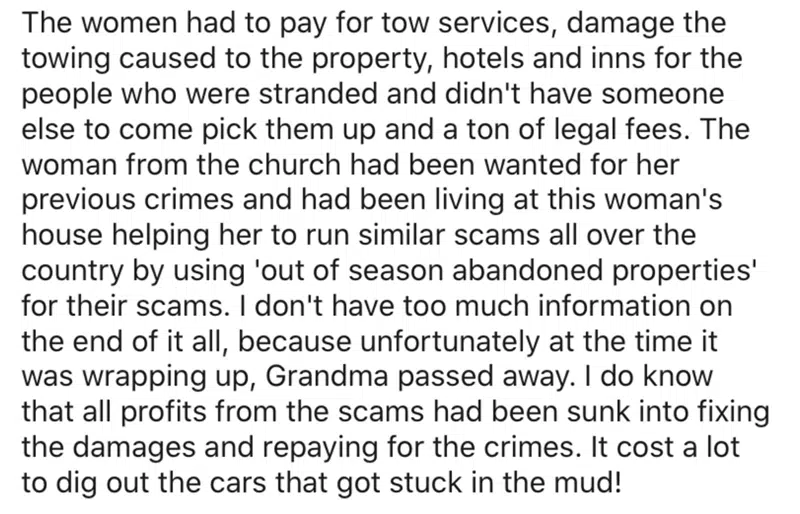 The women had to pay for tow services, damage the
towing caused to the property, hotels and inns for the
people who were stranded and didn't have someone
else to come pick them up and a ton of legal fees. The
woman from the church had been wanted for her
previous crimes and had been living at this woman's
house helping her to run similar scams all over the
country by using 'out of season abandoned properties'
for their scams. I don't have too much information on
the end of it all, because unfortunately at the time it
was wrapping up, Grandma passed away. I do know
that all profits from the scams had been sunk into fixing
the damages and repaying for the crimes. It cost a lot
to dig out the cars that got stuck in the mud!